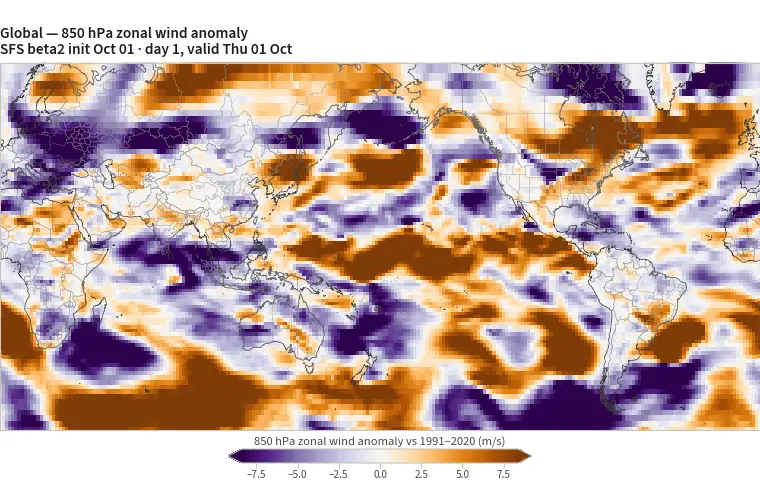 Global — 850 hPa zonal wind anomaly
SFS beta2 init Oct 01 · day 1, valid Thu 01 Oct
850 hPa zonal wind anomaly vs 1991–2020 (m/s)
−7.5 −5.0 −2.5 0.0 2.5 5.0 7.5